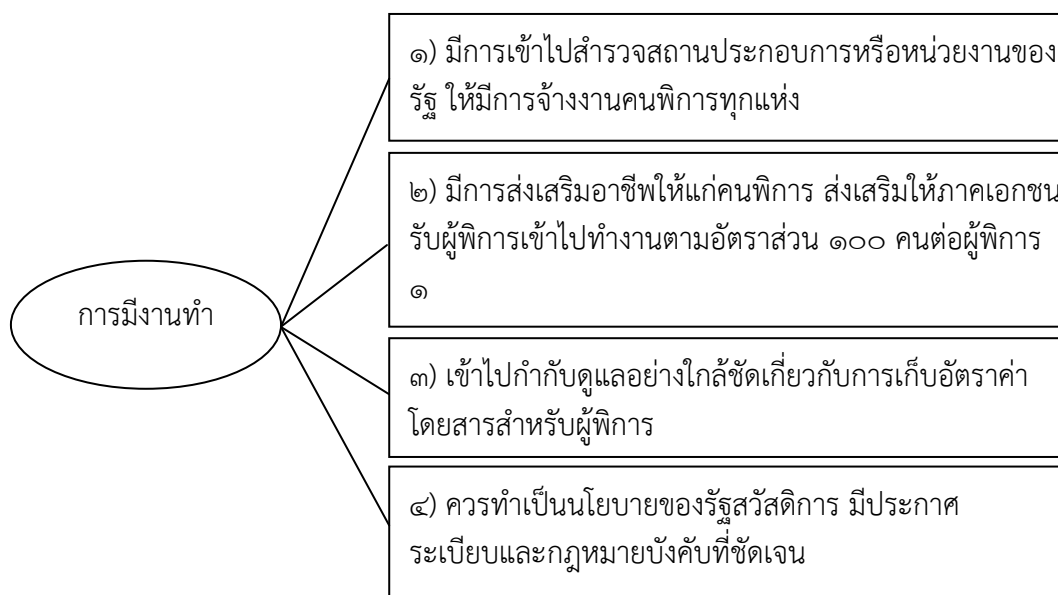 ๑) มีการเข้าไปสำรวจสถานประกอบการหรือหน่วยงานของ
รัฐ ให้มีการจ้างงานคนพิการทุกแห่ง
๒) มีการส่งเสริมอาชีพให้แก่คนพิการ ส่งเสริมให้ภาคเอกชน
รับผู้พิการเข้าไปทำงานตามอัตราส่วน ๑๐๐ คนต่อผู้พิการ
๑
การมีงานทำ
๓) เข้าไปกำกับดูแลอย่างใกล้ชัดเกี่ยวกับการเก็บอัตราค่า
โดยสารสำหรับผู้พิการ
๔) ควรทำเป็นนโยบายของรัฐสวัสดิการ มีประกาศ
ระเบียบและกฎหมายบังคับที่ชัดเจน